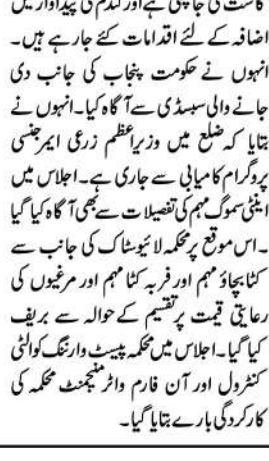 کاشت کی جاچکی ہے اور گندم کی پیداوار میں
اضافہ کے لئے اقدامات کئے جارہے ہیں۔
انہوں نے حکومت پنجاب کی جانب دی
جانے والی سبسڈی سے آگاہ کیا۔انہوں نے
بتایا کہ ضلع میں وزیراعظم زرعی ایمرجنسی
پروگرام کامیابی سے جاری ہے۔اجلاس میں
اینٹی سموگ مہم کی تفصیلات سے بھی آگاہ کیا گیا
۔اس موقع پر محکمہ لائیوسٹاک کی جانب سے
کٹا بچاؤ مہم اور فربہ کٹا مہم اور مرغیوں کی
رعایتی قیمت پر تقسیم کے حوالہ سے بریف
کیا گیا۔اجلاس میں محکمہ پیسٹ وارننگ کوالٹی
کنٹرول اور آن فارم واٹر منیجمنٹ محکمہ کی
کارکردگی بارے بتایا گیا۔